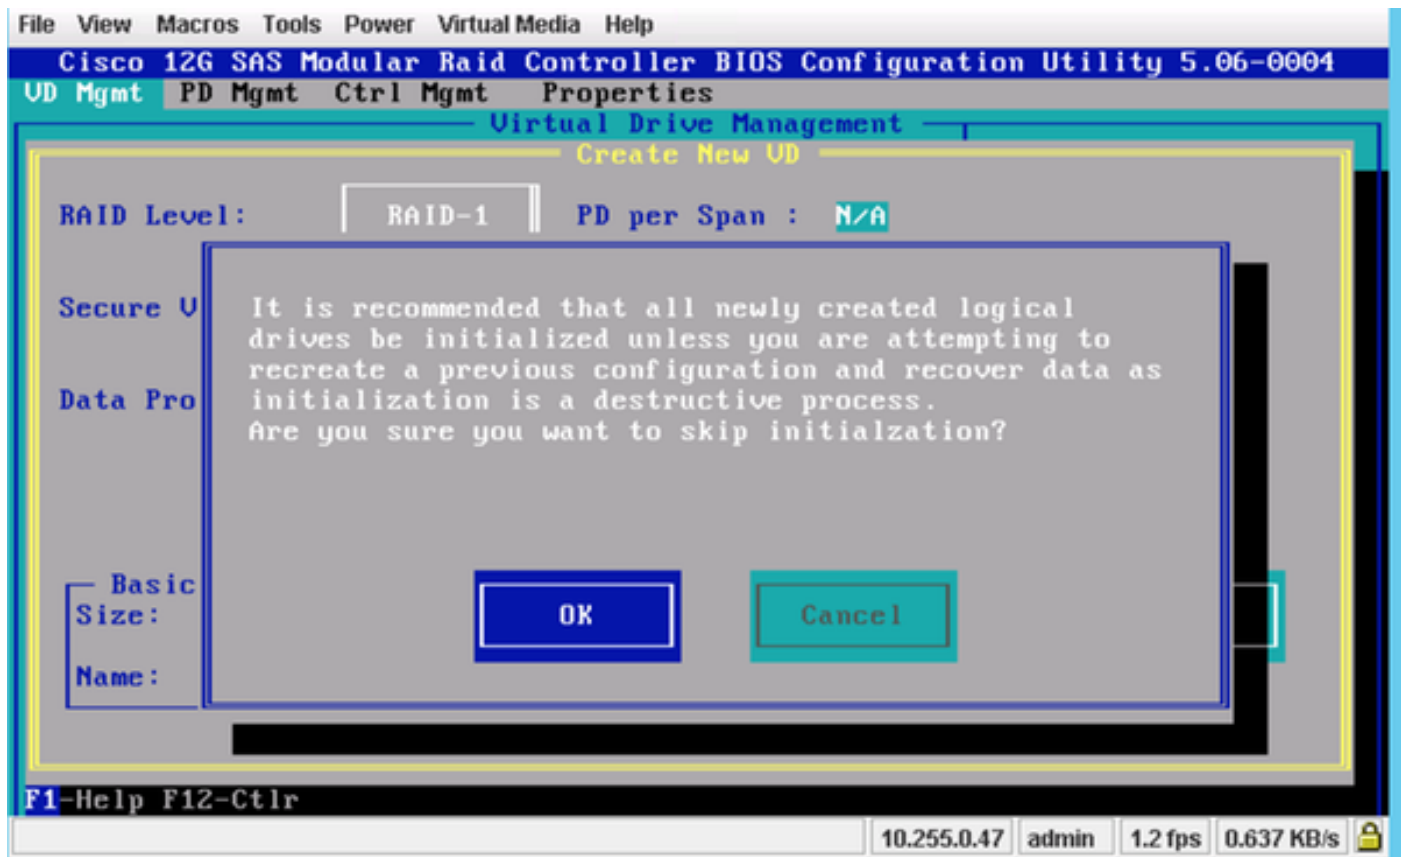 File View Macros Tools Power Virtual Media Help
Cisco 12G SAS Modular Raid Controller BIOS Configuration Utility 5.06-0004
VD Mgmt PD Mgmt Ctrl Mgmt Properties
Virtual Drive Management
Create New VD
RAID Level: RAID-1 PD per Span : N/A
Secure V
It is recommended that all newly created logical
drives be initialized unless you are attempting to
recreate a previous configuration and recover data as
Data Pro
initialization is a destructive process.
Are you sure you want to skip initialzation?
Basic
Size:
OK Cancel
Name:
F1-Help F12-Ctlr
10.255.0.47 admin 1.2 fps 0.637 KB/s